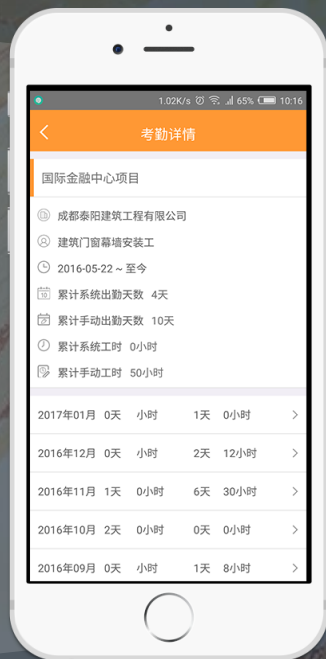 1.02K/s 65% 10:16
考勤详情
国际金融中心项目
成都泰阳建筑工程有限公司
建筑门窗幕墙安装工
2016-05-22 ~ 至今
累计系统出勤天数 4天
累计手动出勤天数 10天
累计系统工时 0小时
累计手动工时 50小时
2017年01月 0天 小时 1天 0小时
2016年12月 0天 小时 2天 12小时
2016年11月 1天 0小时 6天 30小时
2016年10月 2天 0小时 0天 0小时
2016年09月 0天 小时 1天 8小时